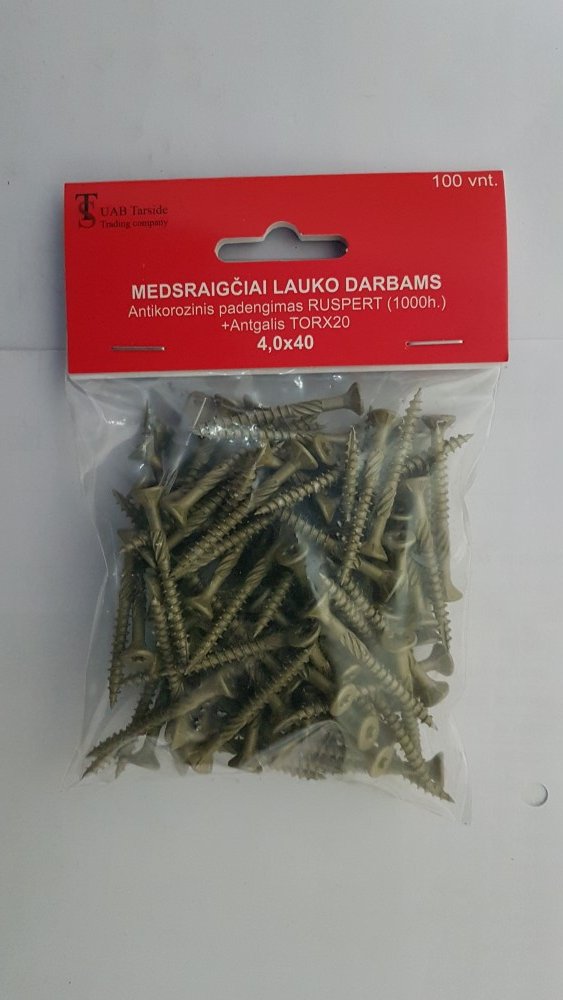 100 vnt.
TS
UAB Tarside
Trading company
MEDSRAIGČIAI LAUKO DARBAMS
Antikorozinis padengimas RUSPERT (1000h.)
+Antgalis TORX20
4,0x40